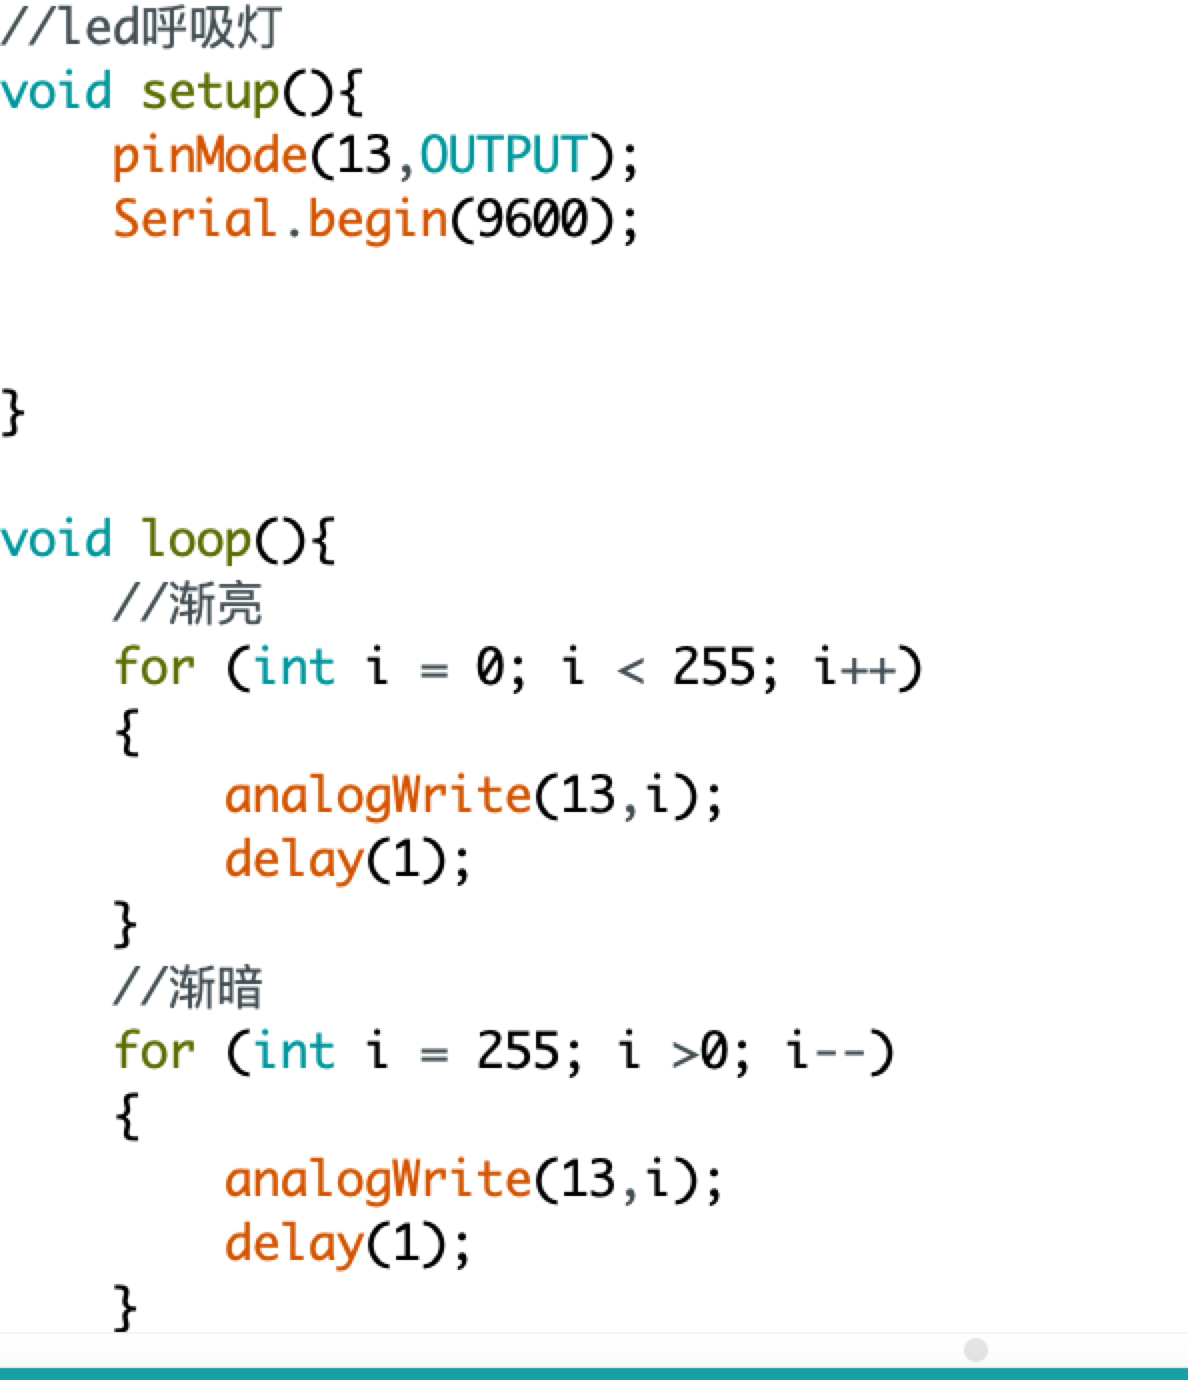 //led呼吸灯
void setup(){
    pinMode(13,OUTPUT);
    Serial.begin(9600);
}
void loop(){
    //渐亮
    for (int i = 0; i < 255; i++)
    {
        analogWrite(13,i);
        delay(1);
    }
    //渐暗
    for (int i = 255; i >0; i--)
    {
        analogWrite(13,i);
        delay(1);
    }